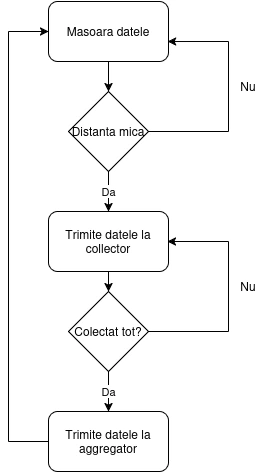 Masoara datele
Nu
Distanta mica
Da
Trimite datele la
collector
Nu
Colectat tot?
Da
Trimite datele la
aggregator